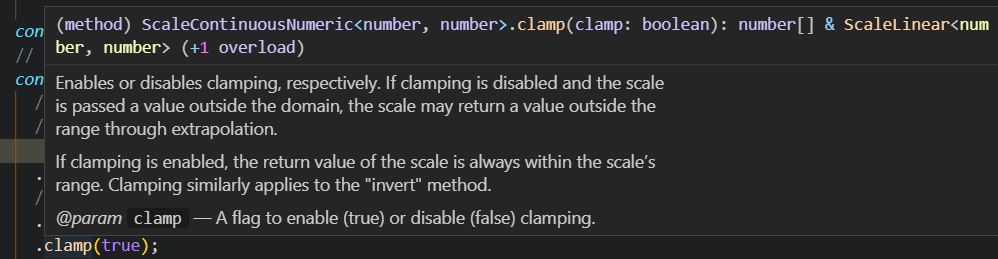 (method) ScaleContinuousNumeric<number, number>.clamp(clamp: boolean): number[] & ScaleLinear<num
ber, number> (+1 overload)
con
//
con
Enables or disables clamping, respectively. If clamping is disabled and the scale
is passed a value outside the domain, the scale may return a value outside the
range through extrapolation.
/
/
If clamping is enabled, the return value of the scale is always within the scale’s
range. Clamping similarly applies to the "invert" method.
.
/
@param clamp — A flag to enable (true) or disable (false) clamping.
.
.clamp(true);